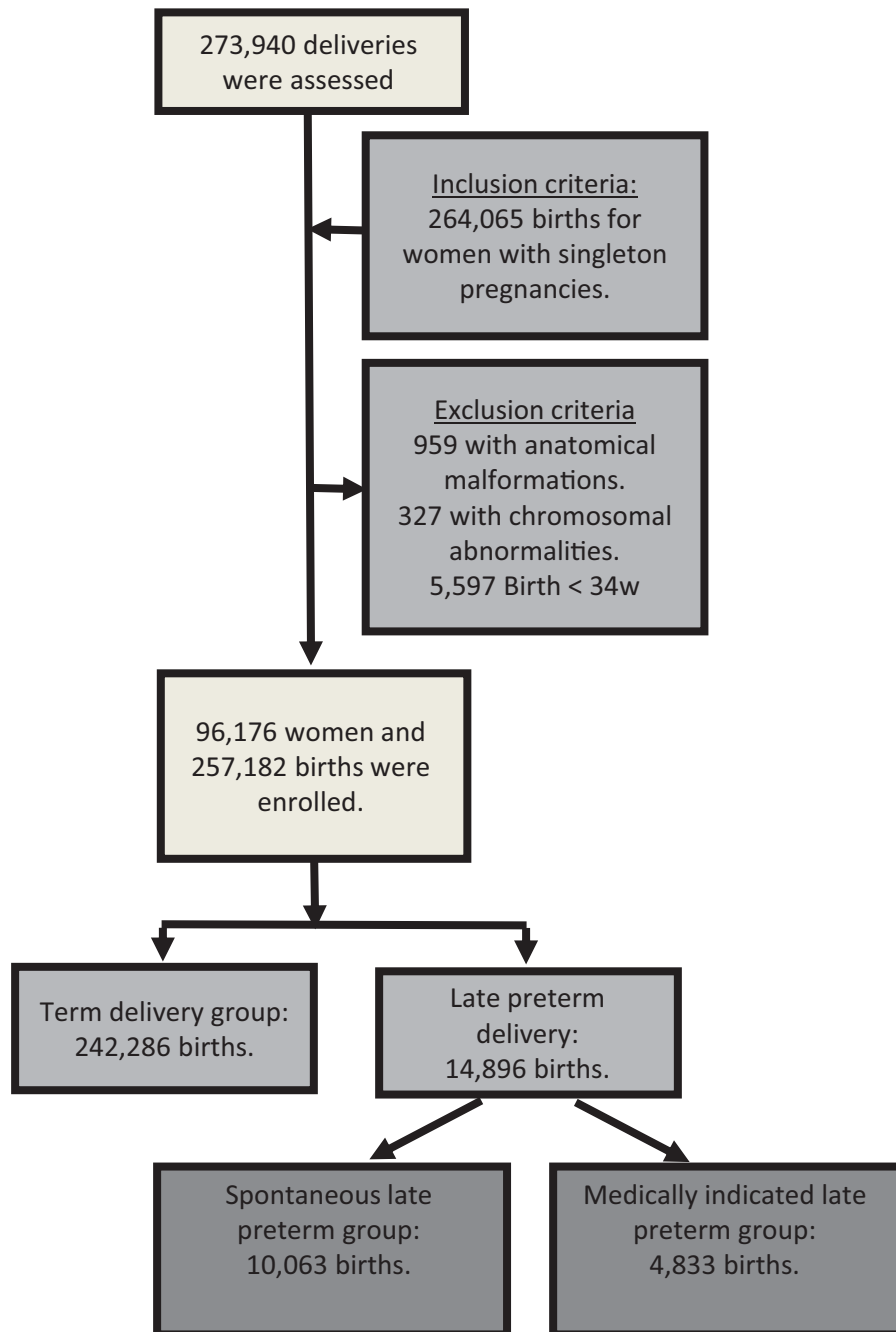 273,940 deliveries
were assessed
Inclusion criteria:
264,065 births for
women with singleton
pregnancies.
Exclusion criteria
959 with anatomical
malformations.
327 with chromosomal
abnormalities.
5,597 Birth < 34w
96,176 women and
257,182 births were
enrolled.
Term delivery group:
242,286 births.
Late preterm
delivery:
14,896 births.
Spontaneous late
preterm group:
10,063 births.
Medically indicated late
preterm group:
4,833 births.